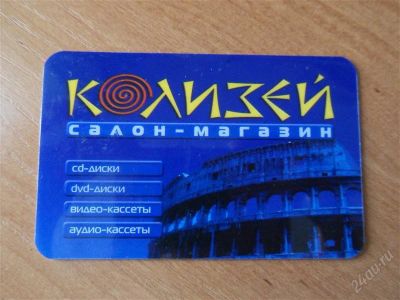 КОЛИЗЕЙ
салон-магазин
cd-диски
dvd-диски
видео-кассеты
аудио-кассеты
24au.ru